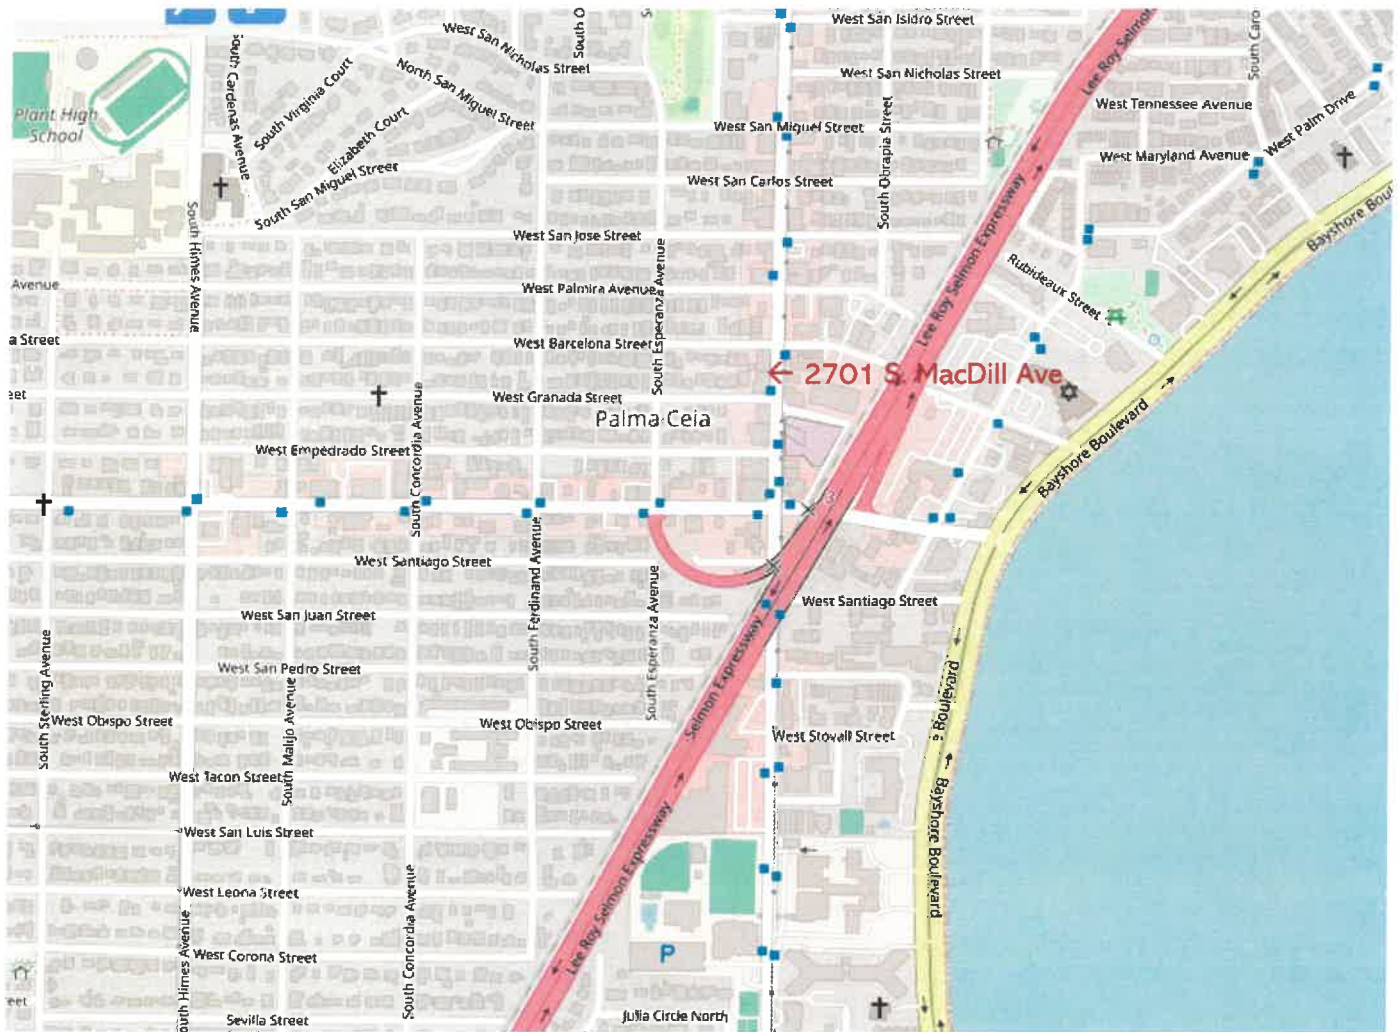 West San Isidro Street
South O
S
South Caro
Lee Roy Selmon
West San Nicholas Street
South Cardenas Avenue
South Virginia Court
North San Miguel Street
West San Nicholas Street
West Tennessee Avenue
West Palm Drive
Plant High
School
Elizabeth Court
West San Miguel Street
South Obrapia Street
West Maryland Avenue
South San Miguel Street
West San Carlos Street
Bayshore Boul
South Himes Avenue
West San Jose Street
South Esperanza Avenue
Lee Roy Selmon Expressway
Rubideaux Street
Avenue
West Palmira Avenue
a Street
West Barcelona Street
← 2701 S. MacDill Ave
eet
West Granada Street
Palma Ceia
South Concordia Avenue
West Empedrado Street
Bayshore Boulevard
3
West Santiago Street
South Ferdinand Avenue
South Esperanza Avenue
West Santiago Street
West San Juan Street
South Sterling Avenue
West San Pedro Street
South Malijo Avenue
Selmon Expressway
Boulevard
West Obispo Street
West Obispo Street
West Stovall Street
West Tacon Street
Bayshore Boulevard
West San Luis Street
Lee Roy Selmon Expressway
West Leona Street
South Concordia Avenue
outh Himes Avenue
West Corona Street
P
reet
Sevilla Street
Julia Circle North